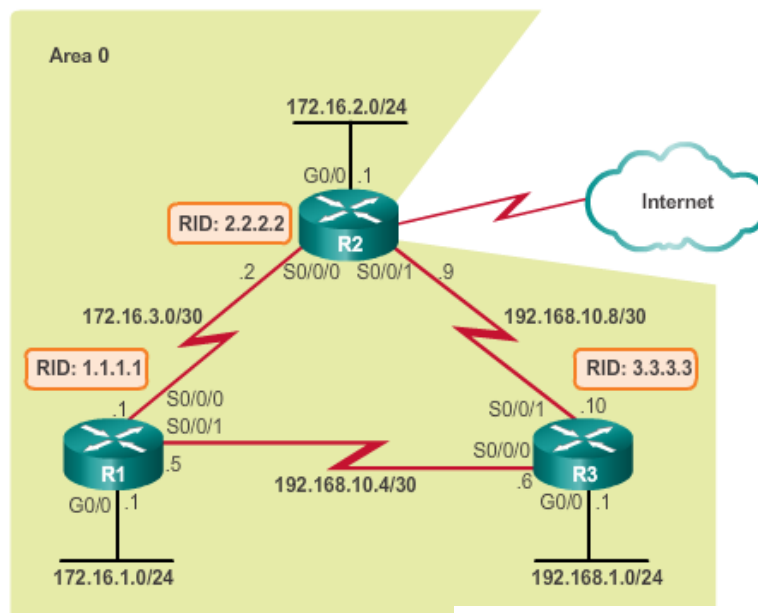 Area 0
172.16.2.0/24
G0/0 .1
Internet
RID: 2.2.2.2
R2
.2 S0/0/0 S0/0/1 .9
172.16.3.0/30
192.168.10.8/30
RID: 1.1.1.1
RID: 3.3.3.3
.1 S0/0/0
S0/0/1
S0/0/1 .10
S0/0/0
R1
.5
R3
.6
192.168.10.4/30
G0/0 .1
G0/0 .1
172.16.1.0/24
192.168.1.0/24